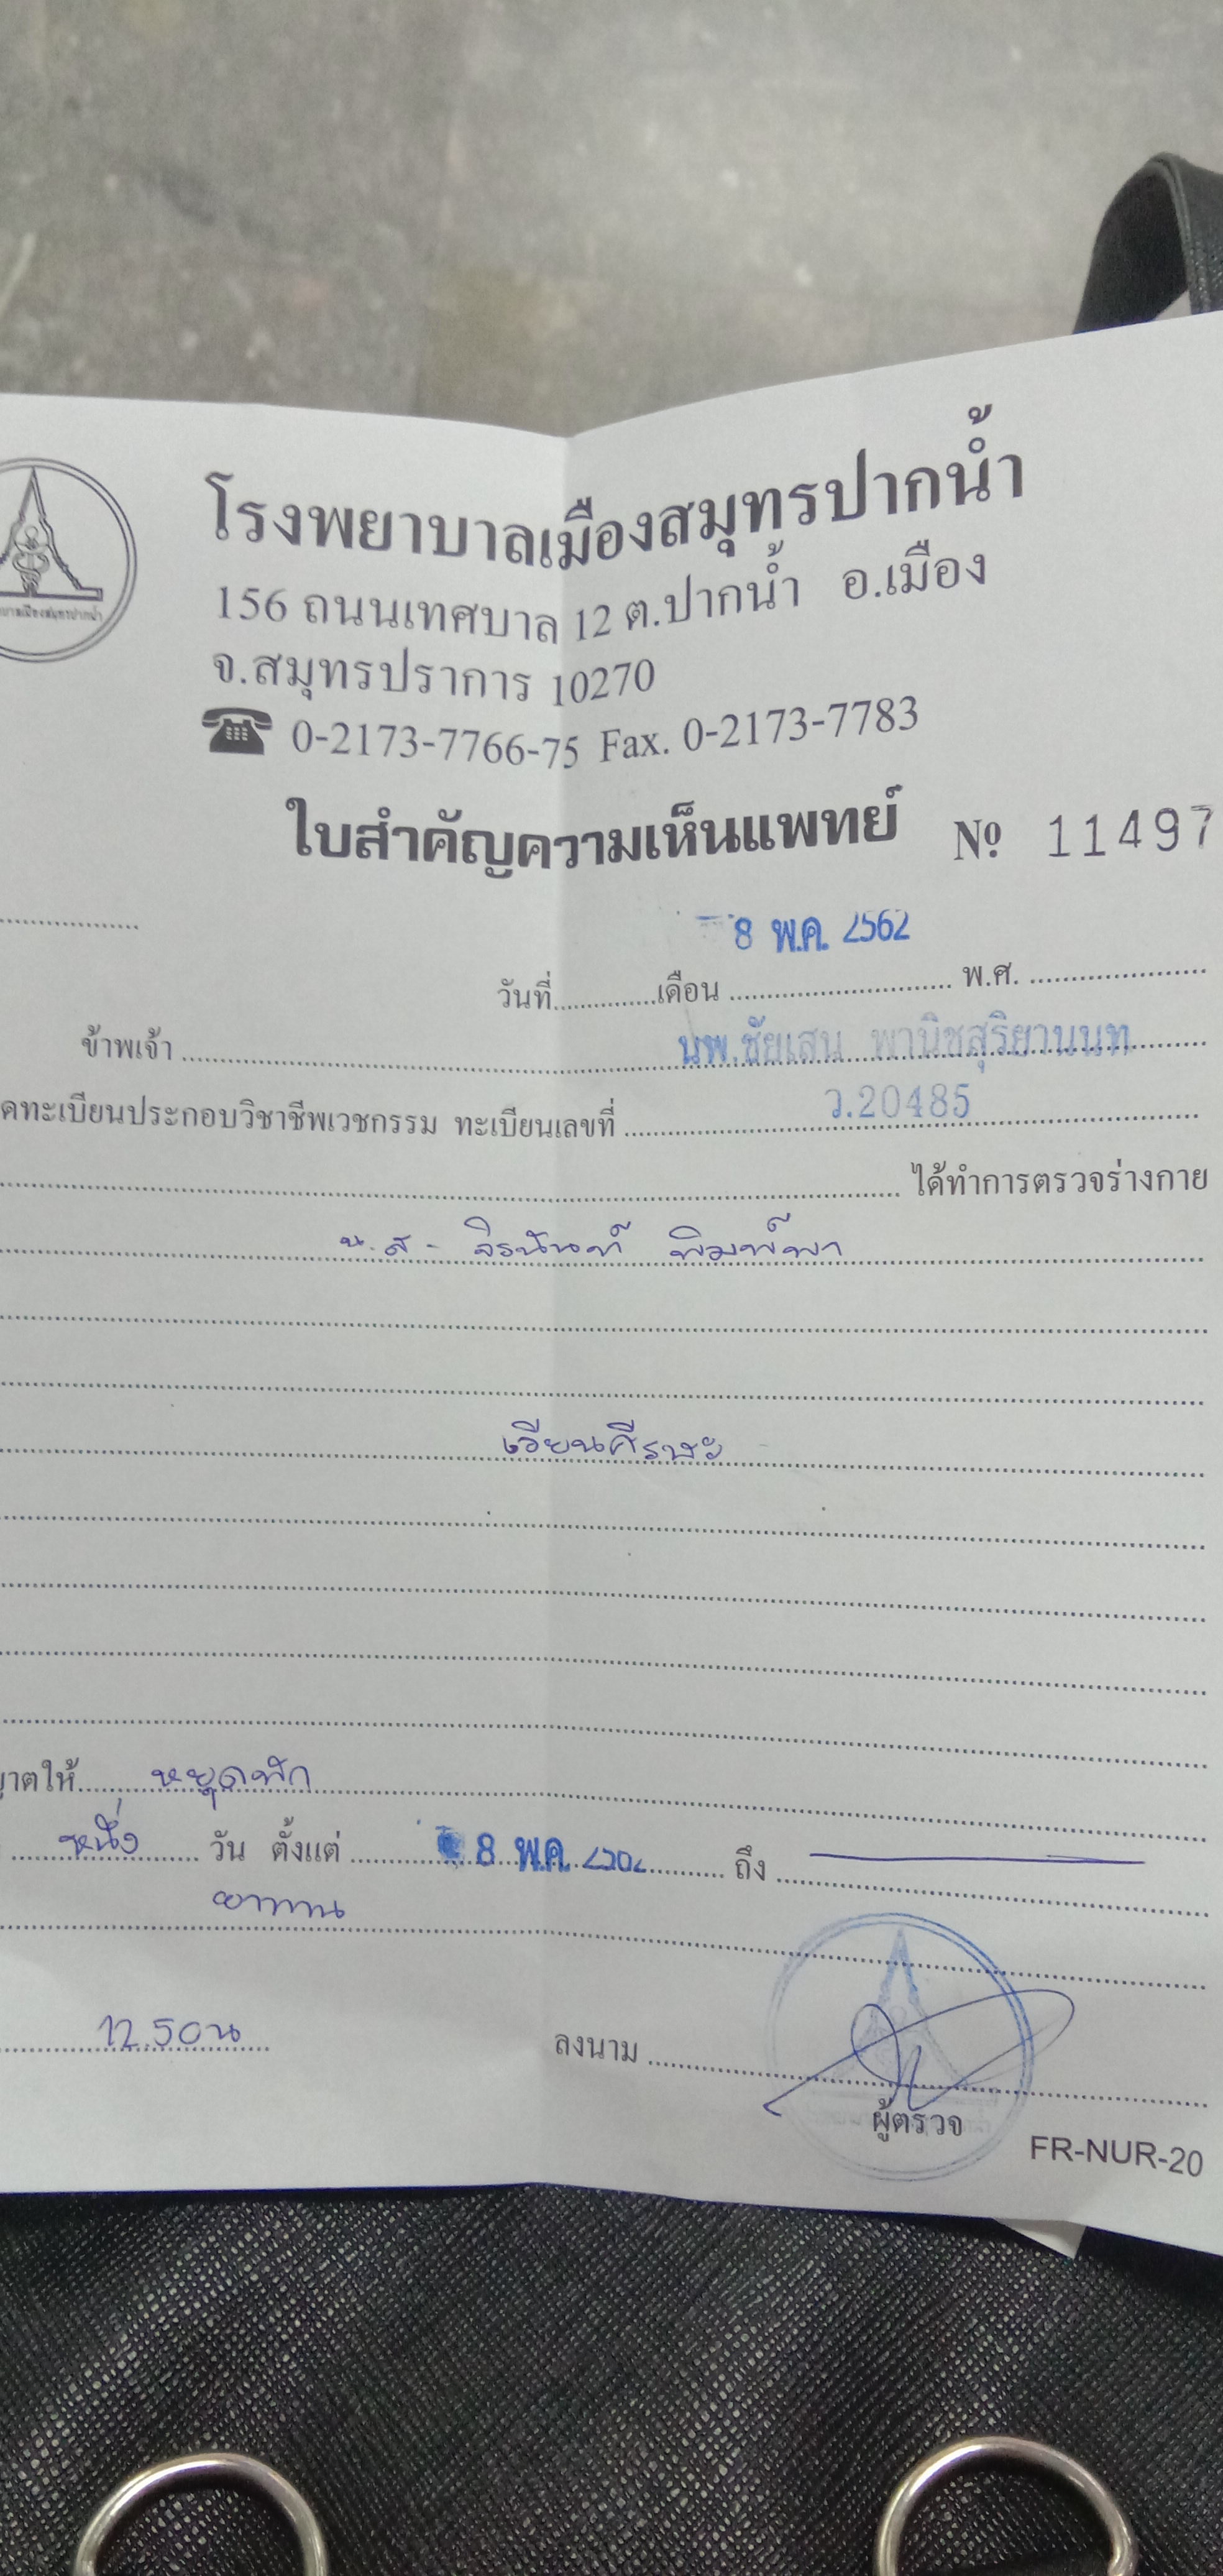 โรงพยาบาลเมืองสมุทรปากน้ำ
156 ถนนเทศบาล 12 ต.ปากน้ำ อ.เมือง
จ.สมุทรปราการ 10270
☎ 0-2173-7766-75 Fax. 0-2173-7783
ใบสำคัญความเห็นแพทย์ № 11497
8 พ.ค. 2562
วันที่..............เดือน .............................. พ.ศ. ........................
ข้าพเจ้า นพ.ชัยเสน พานิชสุริยานนท
ดทะเบียนประกอบวิชาชีพเวชกรรม ทะเบียนเลขที่ ว.20485
ได้ทำการตรวจร่างกาย
น.ส. จิรนันท์ พิมพ์พา
เวียนศีรษะ
ญาตให้ หยุดพัก
หนึ่ง วัน ตั้งแต่ 8 พ.ค. ถึง
ยาทาน
12.50น ลงนาม
ผู้ตรวจ
FR-NUR-20